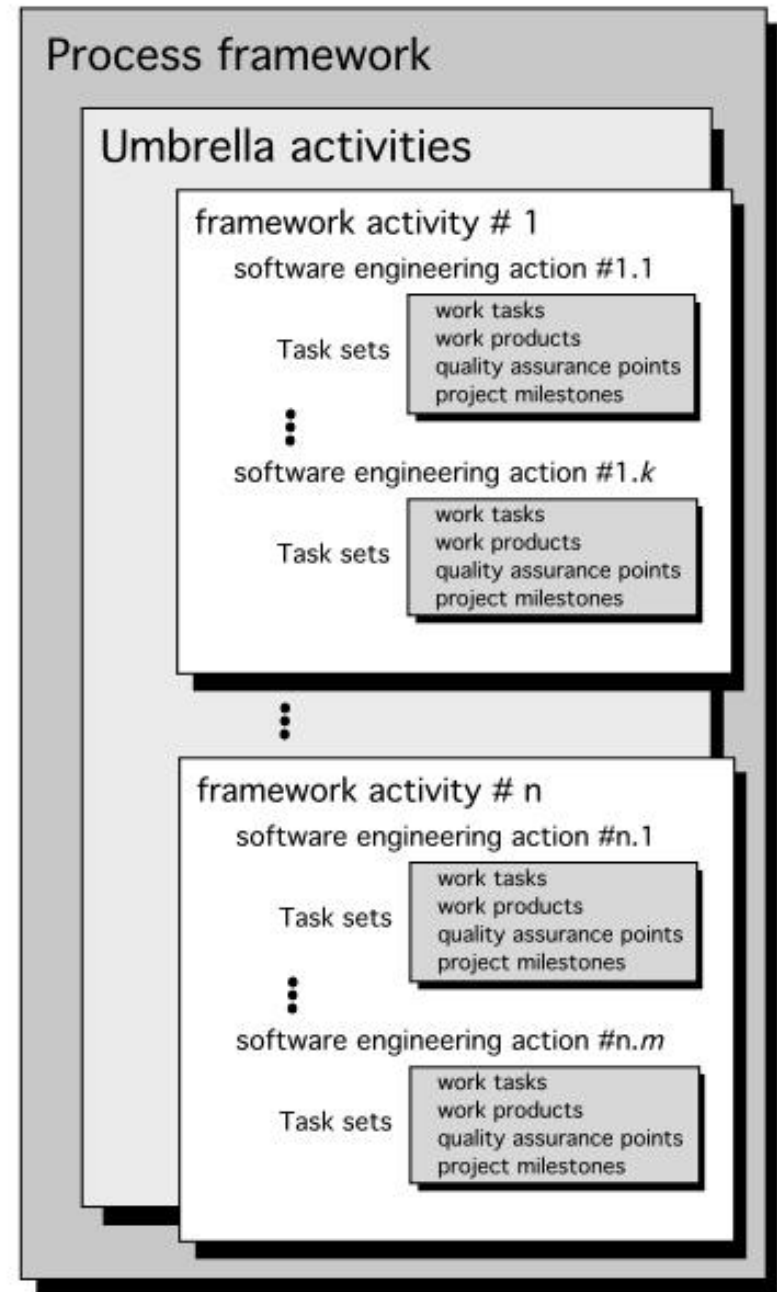 Process framework
Umbrella activities
framework activity # 1
software engineering action #1.1
Task sets
work tasks
work products
quality assurance points
project milestones
software engineering action #1.k
Task sets
work tasks
work products
quality assurance points
project milestones
framework activity # n
software engineering action #n.1
Task sets
work tasks
work products
quality assurance points
project milestones
software engineering action #n.m
Task sets
work tasks
work products
quality assurance points
project milestones